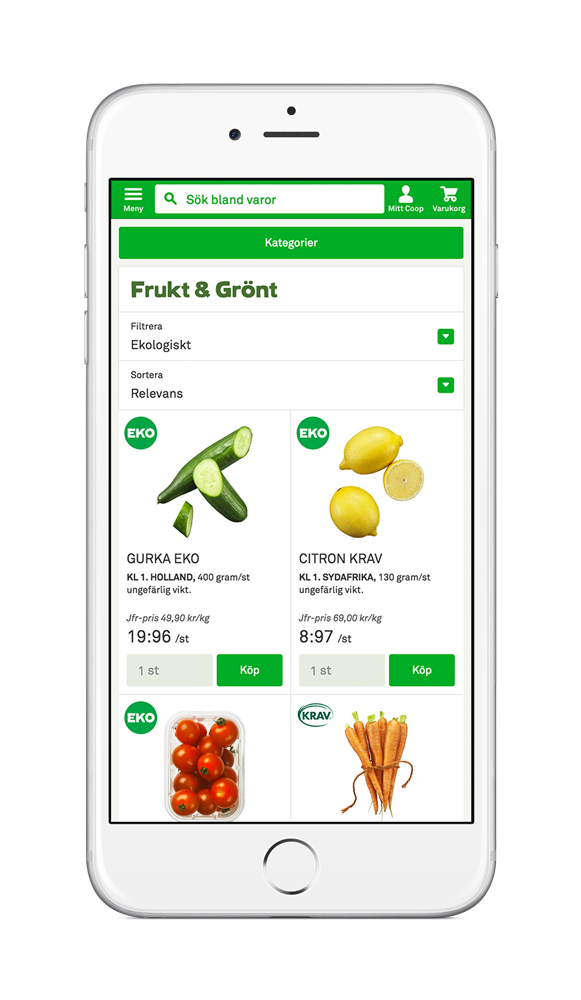 Sök bland varor
Meny
Mitt Coop
Varukorg
Kategorier
Frukt & Grönt
Filtrera
Ekologiskt
Sortera
Relevans
EKO
GURKA EKO
KL 1. HOLLAND, 400 gram/st
ungefärlig vikt.
Jfr-pris 49,90 kr/kg
19:96 /st
1 st
Köp
EKO
CITRON KRAV
KL 1. SYDAFRIKA, 130 gram/st
ungefärlig vikt.
Jfr-pris 69,00 kr/kg
8:97 /st
1 st
Köp
EKO
KRAV